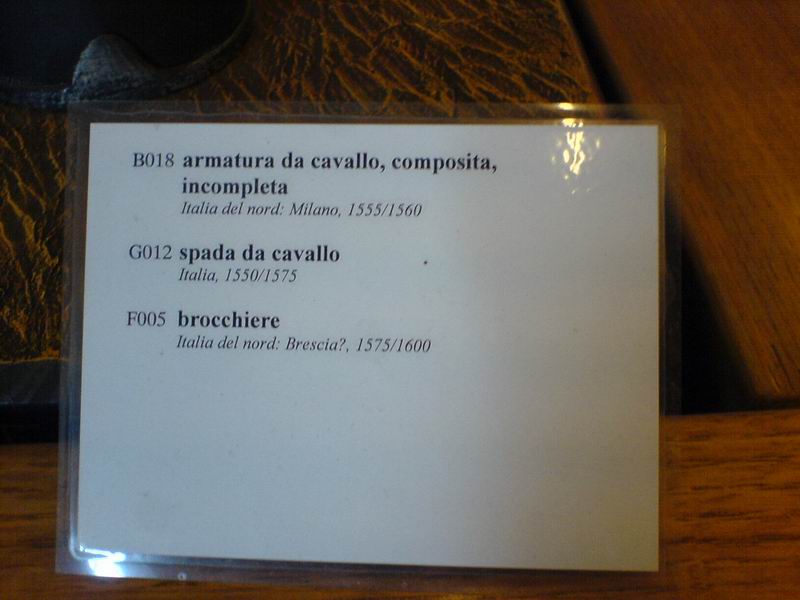 B018 armatura da cavallo, composita,
incompleta
Italia del nord: Milano, 1555/1560
G012 spada da cavallo
Italia, 1550/1575
F005 brocchiere
Italia del nord: Brescia?, 1575/1600